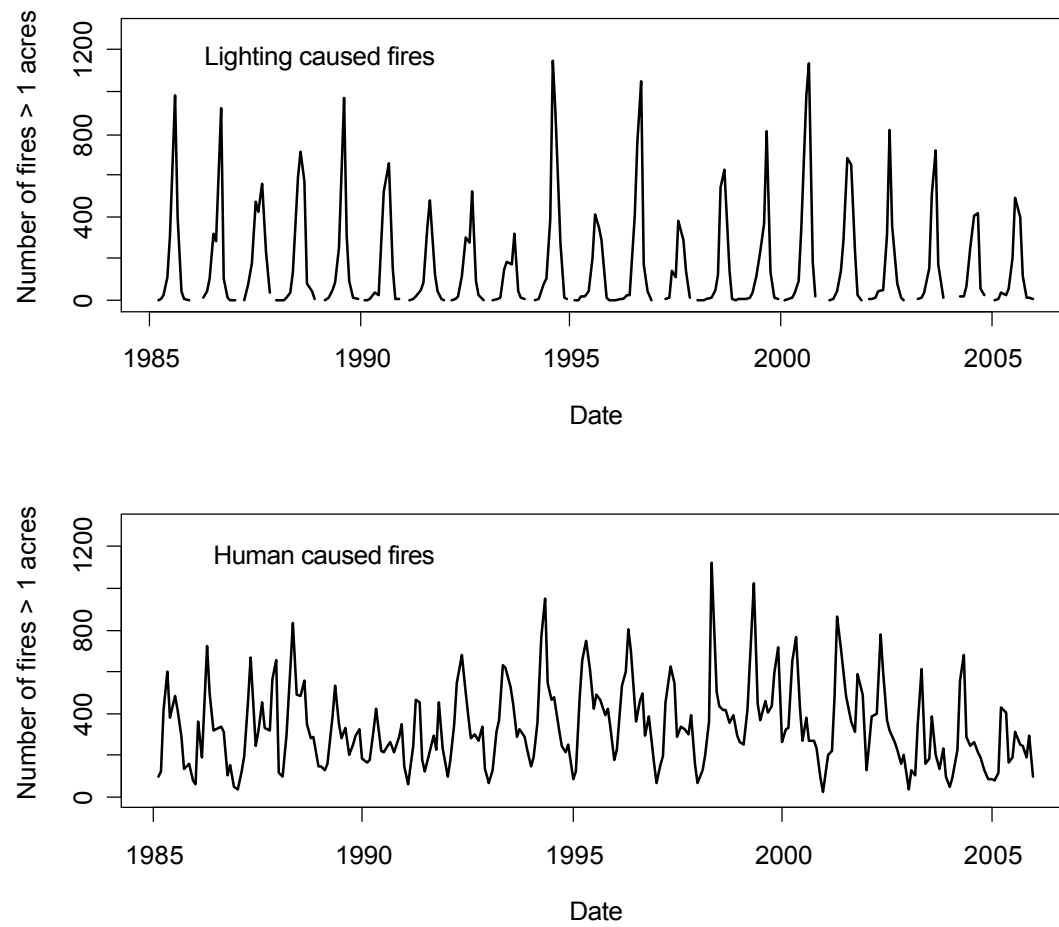 Lighting caused fires
Number of fires > 1 acres
1200
800
400
0
1985 1990 1995 2000 2005
Date
Human caused fires
Number of fires > 1 acres
1200
800
400
0
1985 1990 1995 2000 2005
Date